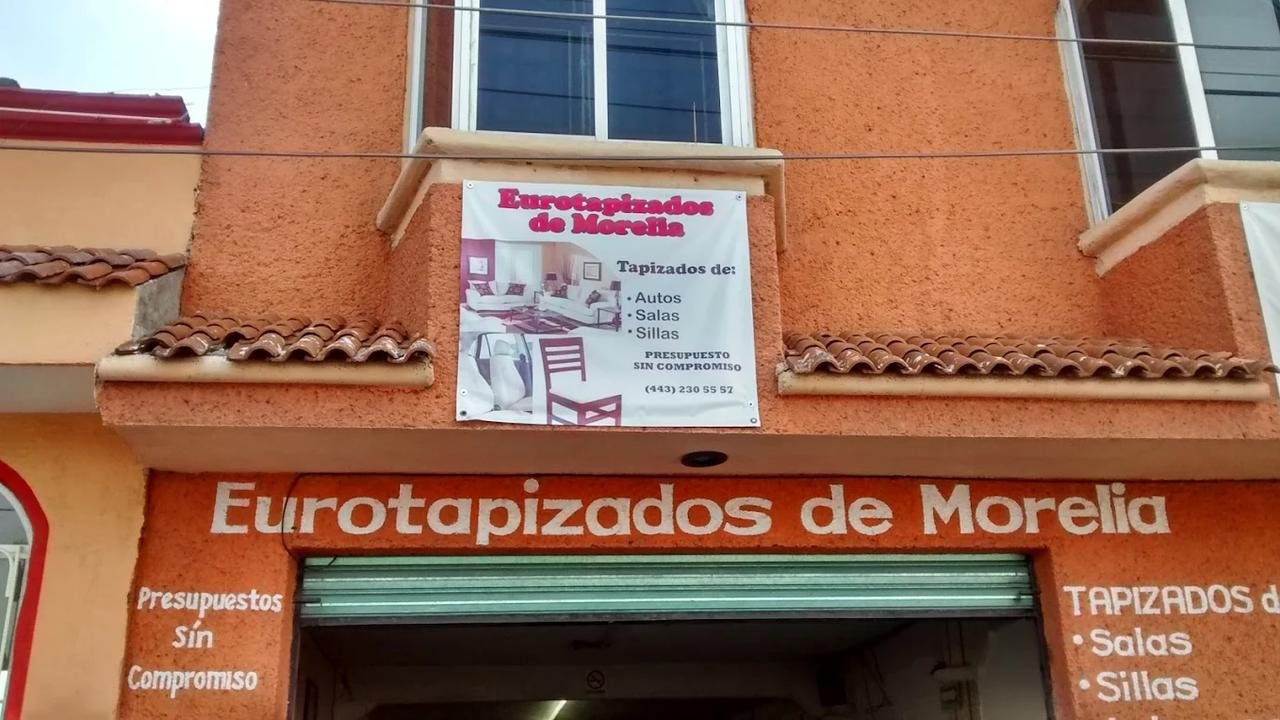 Eurotapizados
de Morelia
Tapizados de:
• Autos
• Salas
• Sillas
PRESUPUESTO
SIN COMPROMISO
(443) 230 55 57
Eurotapizados de Morelia
Presupuestos
sín
Compromiso
TAPIZADOS d
• Salas
• Sillas